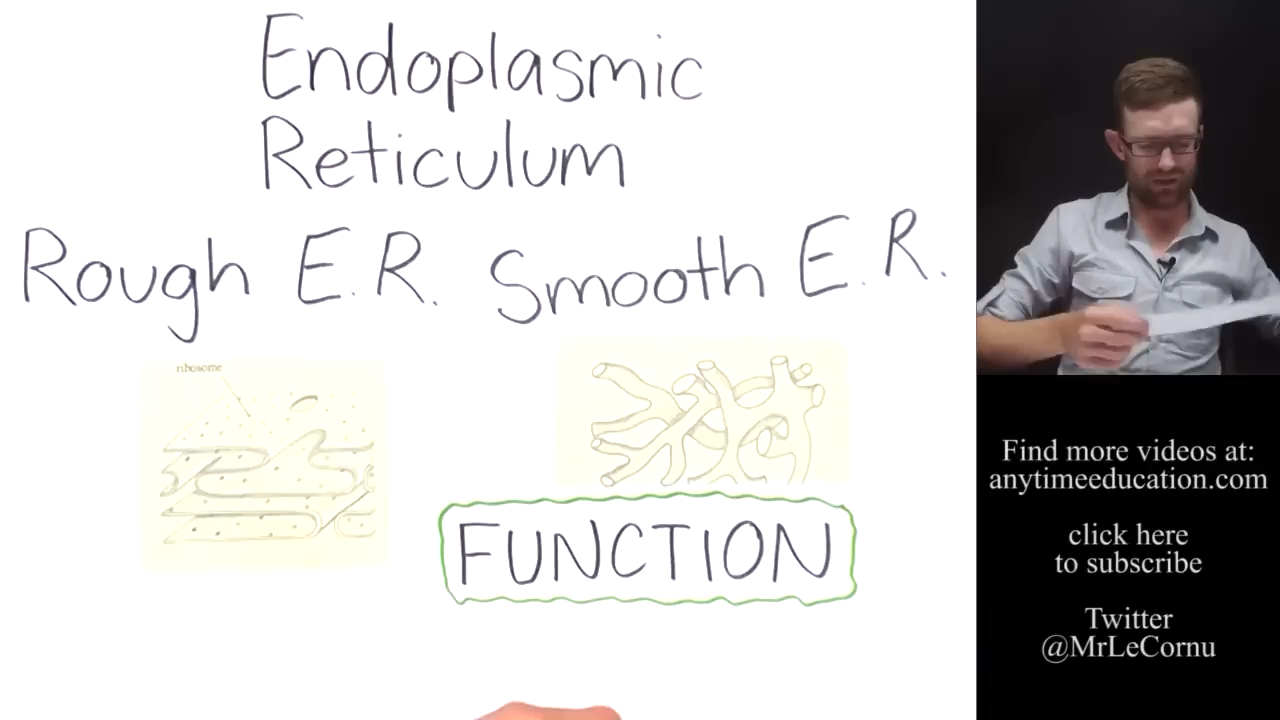 Endoplasmic
Reticulum
Rough E.R. Smooth E.R.
ribosome
FUNCTION
Find more videos at:
anytimeeducation.com
click here
to subscribe
Twitter
@MrLeCornu